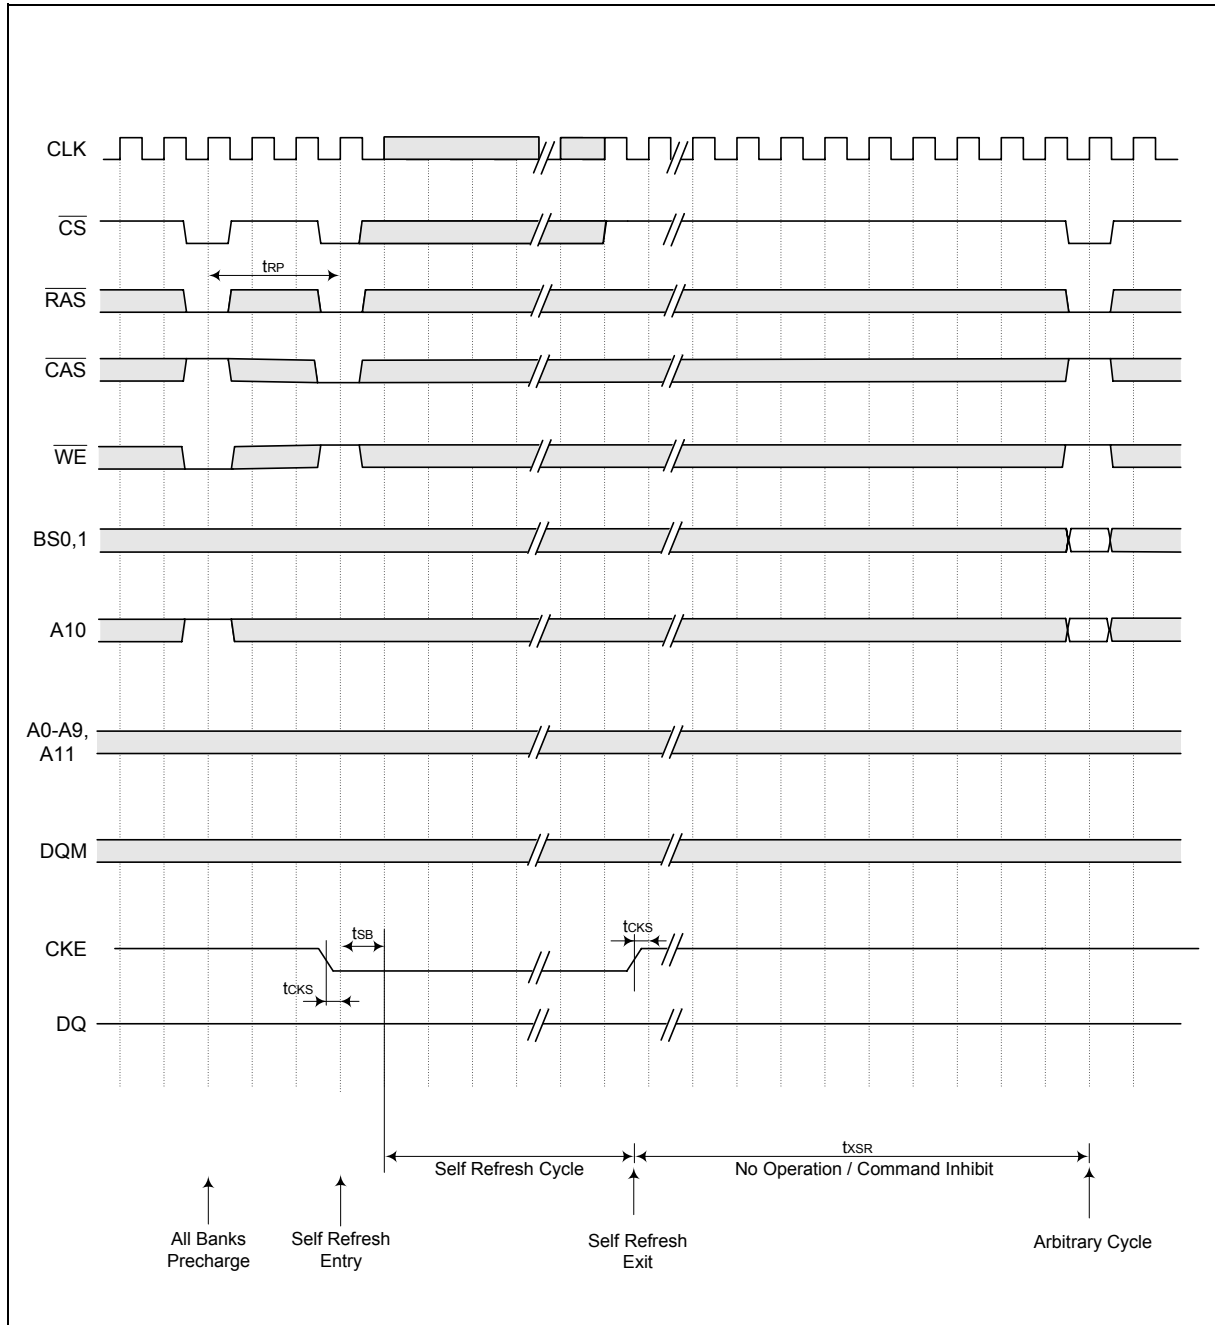 CLK
CS
tRP
RAS
CAS
WE
BS0,1
A10
A0-A9,
A11
DQM
tSB
tCKS
CKE
tCKS
DQ
tXSR
Self Refresh Cycle
No Operation / Command Inhibit
All Banks
Precharge
Self Refresh
Entry
Self Refresh
Exit
Arbitrary Cycle